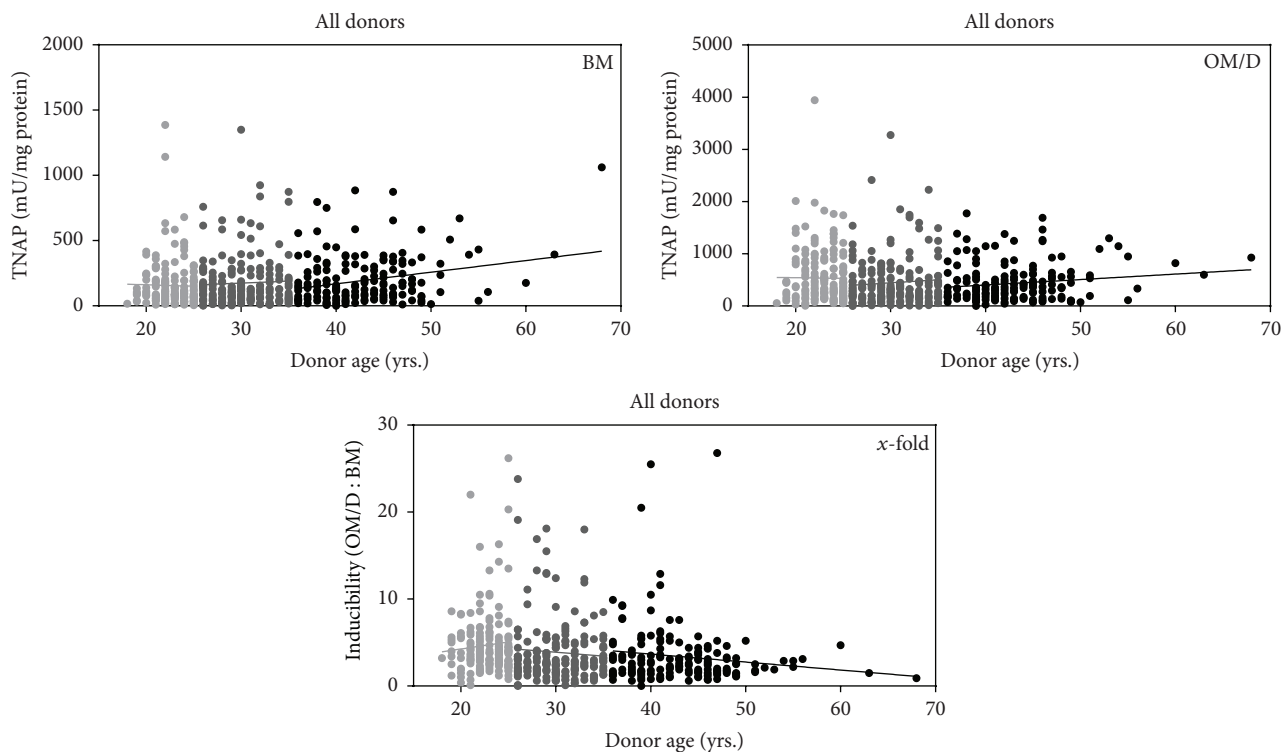 All donors
2000
1500
1000
500
0
TNAP (mU/mg protein)
BM
20 30 40 50 60 70
Donor age (yrs.)
All donors
5000
4000
3000
2000
1000
0
TNAP (mU/mg protein)
OM/D
20 30 40 50 60 70
Donor age (yrs.)
All donors
30
20
10
0
Inducibility (OM/D : BM)
x-fold
20 30 40 50 60 70
Donor age (yrs.)